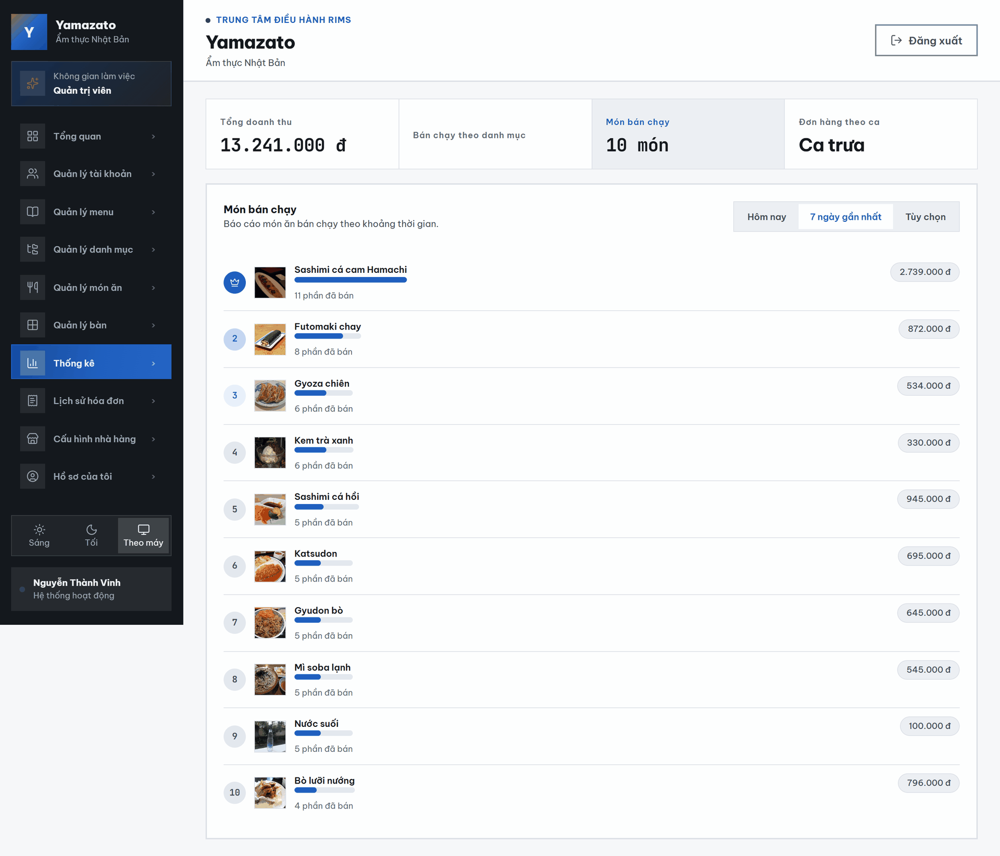 Y
Yamazato
Ẩm thực Nhật Bản
Không gian làm việc
Quản trị viên
Tổng quan
Quản lý tài khoản
Quản lý menu
Quản lý danh mục
Quản lý món ăn
Quản lý bàn
Thống kê
Lịch sử hóa đơn
Cấu hình nhà hàng
Hồ sơ của tôi
Sáng
Tối
Theo máy
Nguyễn Thành Vinh
Hệ thống hoạt động
TRUNG TÂM ĐIỀU HÀNH RIMS
Yamazato
Ẩm thực Nhật Bản
Đăng xuất
Tổng doanh thu
13.241.000 đ
Bán chạy theo danh mục
Món bán chạy
10 món
Đơn hàng theo ca
Ca trưa
Món bán chạy
Báo cáo món ăn bán chạy theo khoảng thời gian.
Hôm nay
7 ngày gần nhất
Tùy chọn
Sashimi cá cam Hamachi
11 phần đã bán
2.739.000 đ
2
Futomaki chay
8 phần đã bán
872.000 đ
3
Gyoza chiên
6 phần đã bán
534.000 đ
4
Kem trà xanh
6 phần đã bán
330.000 đ
5
Sashimi cá hồi
5 phần đã bán
945.000 đ
6
Katsudon
5 phần đã bán
695.000 đ
7
Gyudon bò
5 phần đã bán
645.000 đ
8
Mì soba lạnh
5 phần đã bán
545.000 đ
9
Nước suối
5 phần đã bán
100.000 đ
10
Bò lưỡi nướng
4 phần đã bán
796.000 đ